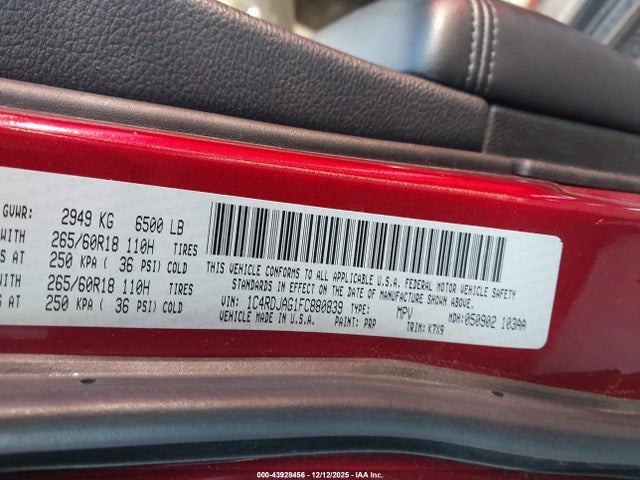 GVWR: 2949 KG 6500 LB
WITH 265/60R18 110H TIRES
S AT 250 KPA ( 36 PSI) COLD
WITH 265/60R18 110H TIRES
S AT 250 KPA ( 36 PSI) COLD
THIS VEHICLE CONFORMS TO ALL APPLICABLE U.S.A. FEDERAL MOTOR VEHICLE SAFETY
STANDARDS IN EFFECT ON THE DATE OF MANUFACTURE SHOWN ABOVE.
VIN: 1C4RDJAG1FC880839 TYPE: MPV MDH: 050902 103AA
VEHICLE MADE IN U.S.A. PAINT: PRP TRIM: K7X9
000-43928456 - 12/12/2025 - IAA Inc.